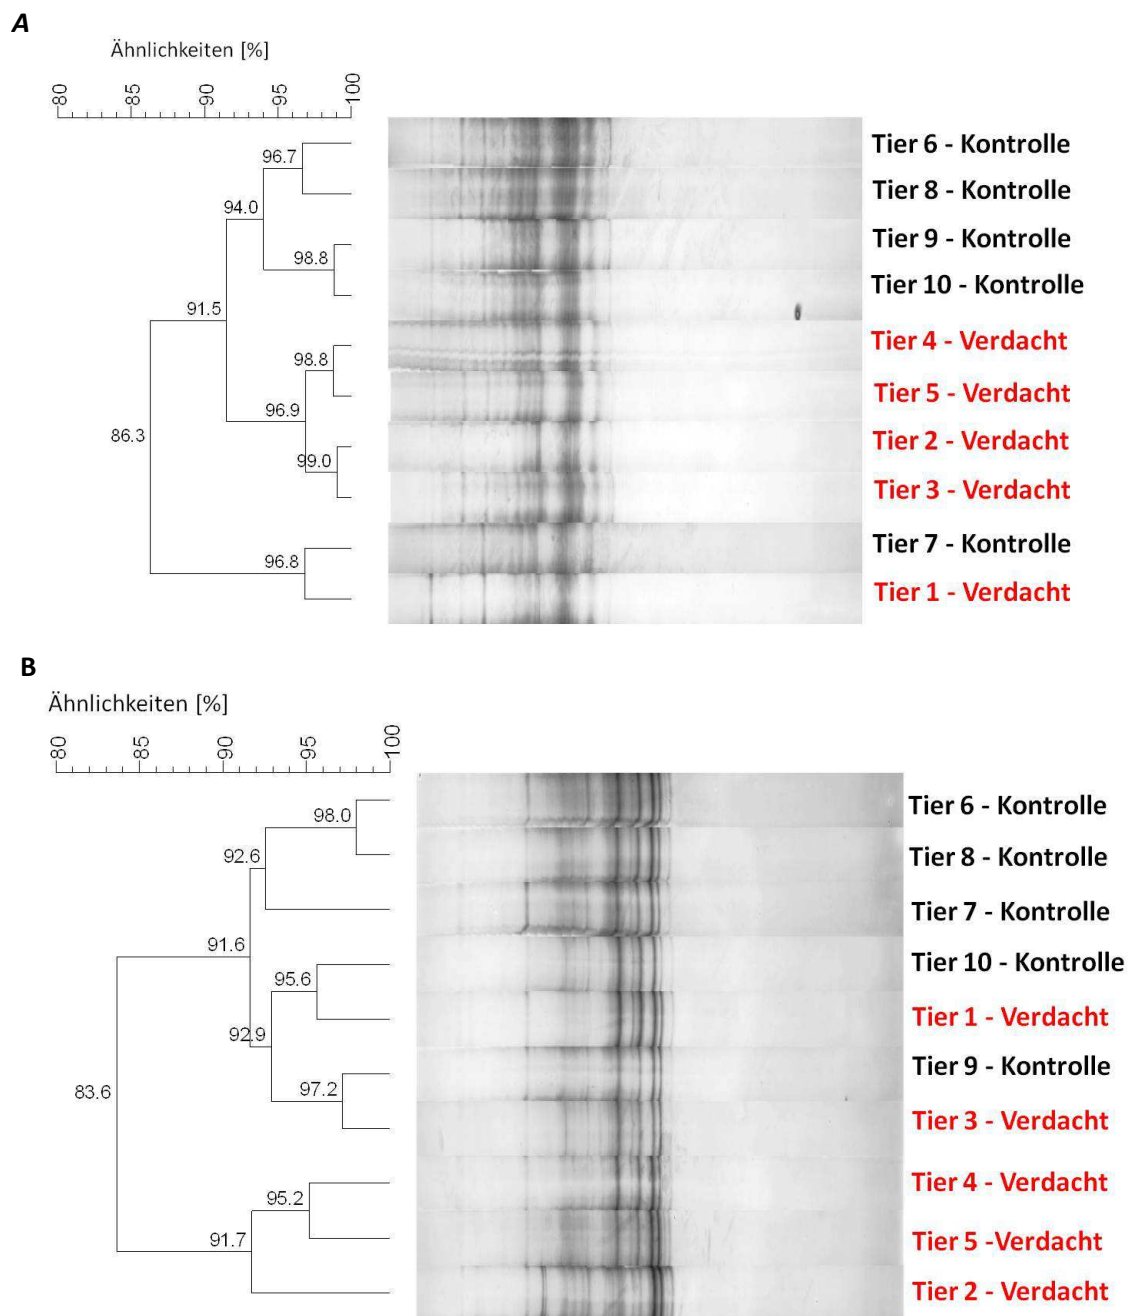 A
Ähnlichkeiten [%]
80 85 90 95 100
96.7
94.0
98.8
91.5
98.8
96.9
86.3
99.0
96.8
Tier 6 - Kontrolle
Tier 8 - Kontrolle
Tier 9 - Kontrolle
Tier 10 - Kontrolle
Tier 4 - Verdacht
Tier 5 - Verdacht
Tier 2 - Verdacht
Tier 3 - Verdacht
Tier 7 - Kontrolle
Tier 1 - Verdacht
B
Ähnlichkeiten [%]
80 85 90 95 100
98.0
92.6
91.6
95.6
92.9
97.2
83.6
95.2
91.7
Tier 6 - Kontrolle
Tier 8 - Kontrolle
Tier 7 - Kontrolle
Tier 10 - Kontrolle
Tier 1 - Verdacht
Tier 9 - Kontrolle
Tier 3 - Verdacht
Tier 4 - Verdacht
Tier 5 -Verdacht
Tier 2 - Verdacht